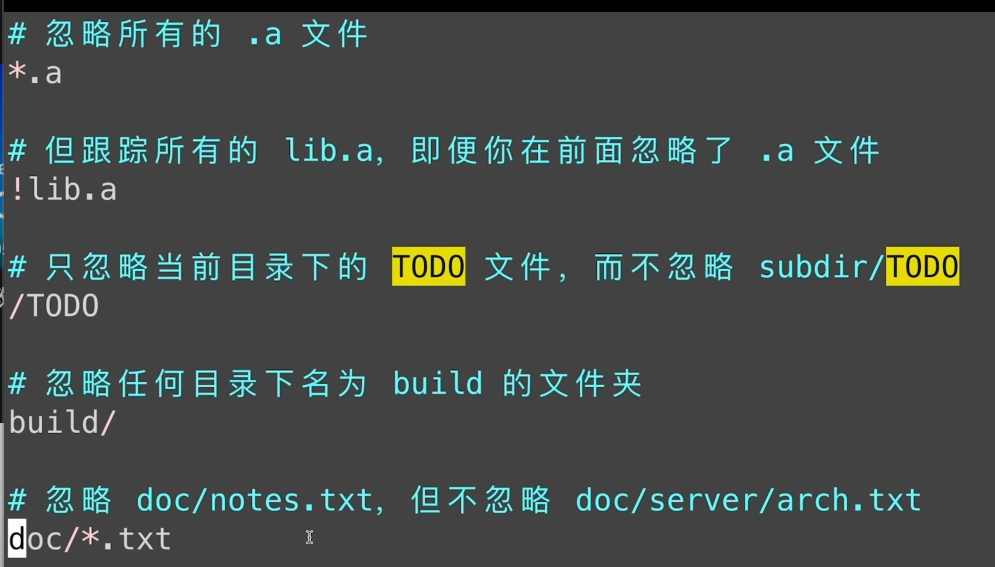 # 忽略所有的 .a 文件
*.a
# 但跟踪所有的 lib.a, 即便你在前面忽略了 .a 文件
!lib.a
# 只忽略当前目录下的 TODO 文件, 而不忽略 subdir/TODO
/TODO
# 忽略任何目录下名为 build 的文件夹
build/
# 忽略 doc/notes.txt, 但不忽略 doc/server/arch.txt
doc/*.txt